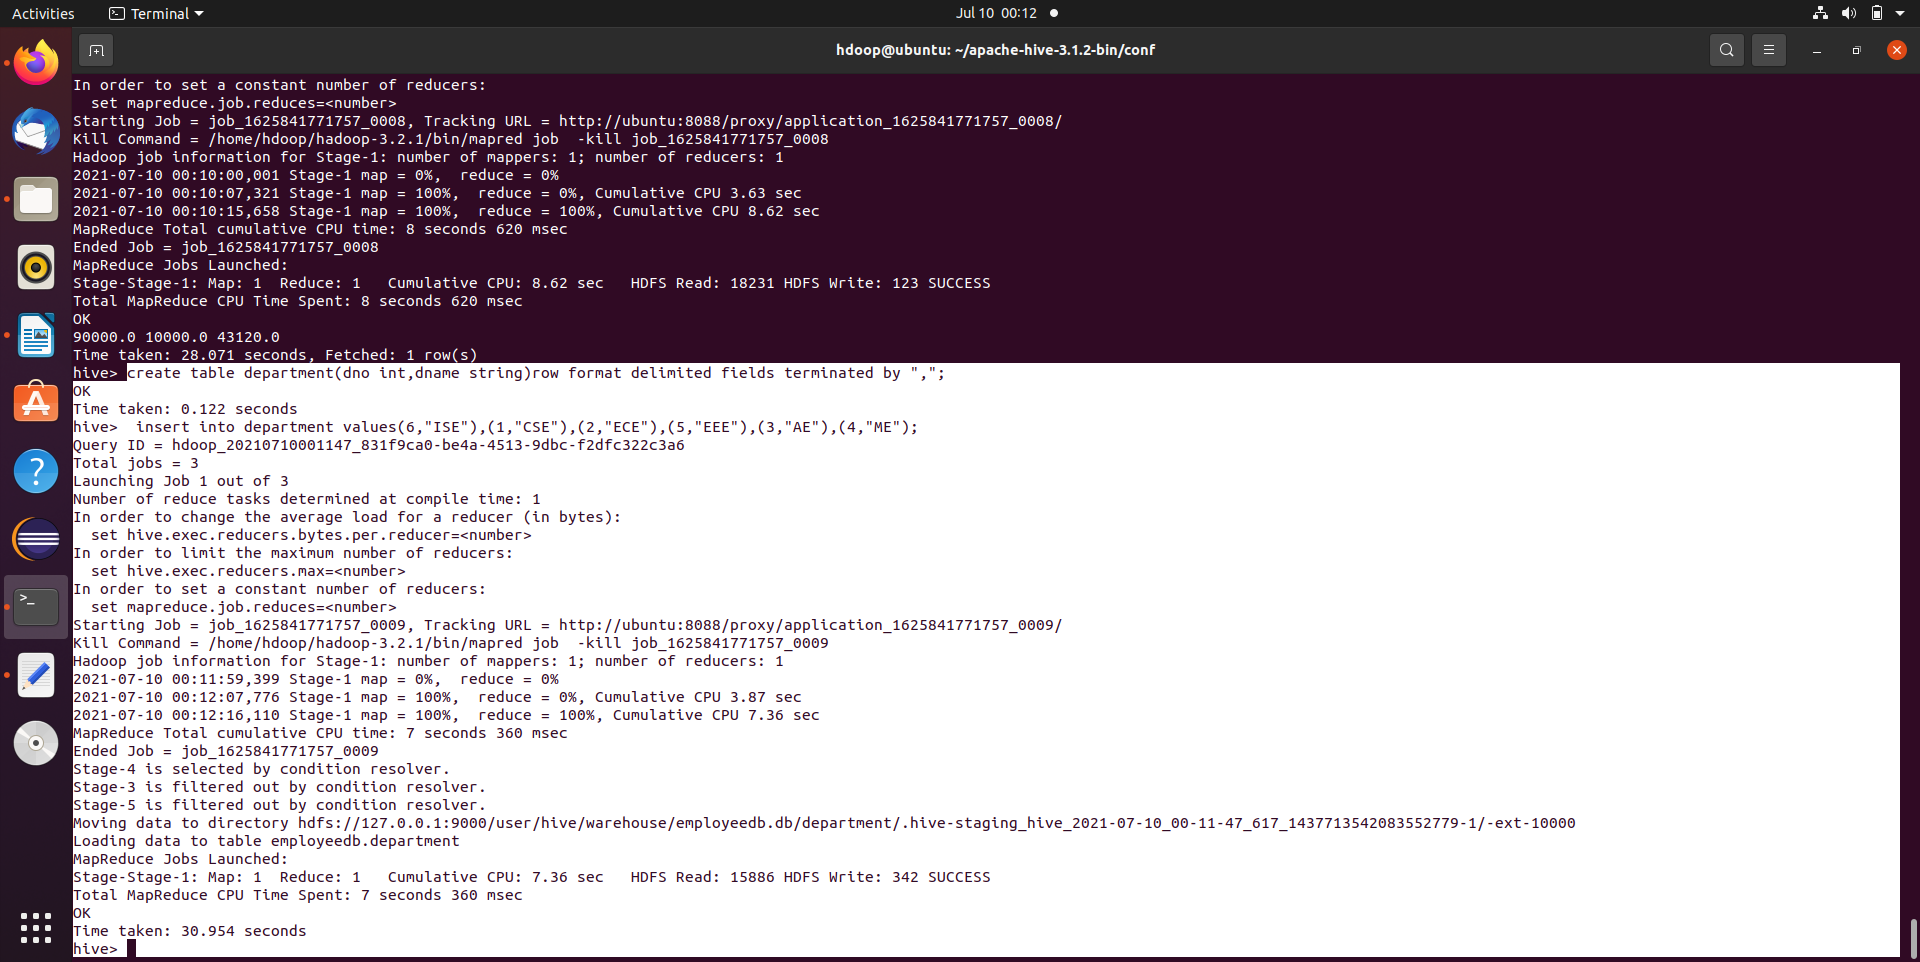 Activities
Terminal
Jul 10 00:12
hdoop@ubuntu: ~/apache-hive-3.1.2-bin/conf
In order to set a constant number of reducers:
  set mapreduce.job.reduces=<number>
Starting Job = job_1625841771757_0008, Tracking URL = http://ubuntu:8088/proxy/application_1625841771757_0008/
Kill Command = /home/hdoop/hadoop-3.2.1/bin/mapred job  -kill job_1625841771757_0008
Hadoop job information for Stage-1: number of mappers: 1; number of reducers: 1
2021-07-10 00:10:00,001 Stage-1 map = 0%,  reduce = 0%
2021-07-10 00:10:07,321 Stage-1 map = 100%,  reduce = 0%, Cumulative CPU 3.63 sec
2021-07-10 00:10:15,658 Stage-1 map = 100%,  reduce = 100%, Cumulative CPU 8.62 sec
MapReduce Total cumulative CPU time: 8 seconds 620 msec
Ended Job = job_1625841771757_0008
MapReduce Jobs Launched:
Stage-Stage-1: Map: 1  Reduce: 1   Cumulative CPU: 8.62 sec   HDFS Read: 18231 HDFS Write: 123 SUCCESS
Total MapReduce CPU Time Spent: 8 seconds 620 msec
OK
90000.0 10000.0 43120.0
Time taken: 28.071 seconds, Fetched: 1 row(s)
hive> create table department(dno int,dname string)row format delimited fields terminated by ",";
OK
Time taken: 0.122 seconds
hive>  insert into department values(6,"ISE"),(1,"CSE"),(2,"ECE"),(5,"EEE"),(3,"AE"),(4,"ME");
Query ID = hdoop_20210710001147_831f9ca0-be4a-4513-9dbc-f2dfc322c3a6
Total jobs = 3
Launching Job 1 out of 3
Number of reduce tasks determined at compile time: 1
In order to change the average load for a reducer (in bytes):
  set hive.exec.reducers.bytes.per.reducer=<number>
In order to limit the maximum number of reducers:
  set hive.exec.reducers.max=<number>
In order to set a constant number of reducers:
  set mapreduce.job.reduces=<number>
Starting Job = job_1625841771757_0009, Tracking URL = http://ubuntu:8088/proxy/application_1625841771757_0009/
Kill Command = /home/hdoop/hadoop-3.2.1/bin/mapred job  -kill job_1625841771757_0009
Hadoop job information for Stage-1: number of mappers: 1; number of reducers: 1
2021-07-10 00:11:59,399 Stage-1 map = 0%,  reduce = 0%
2021-07-10 00:12:07,776 Stage-1 map = 100%,  reduce = 0%, Cumulative CPU 3.87 sec
2021-07-10 00:12:16,110 Stage-1 map = 100%,  reduce = 100%, Cumulative CPU 7.36 sec
MapReduce Total cumulative CPU time: 7 seconds 360 msec
Ended Job = job_1625841771757_0009
Stage-4 is selected by condition resolver.
Stage-3 is filtered out by condition resolver.
Stage-5 is filtered out by condition resolver.
Moving data to directory hdfs://127.0.0.1:9000/user/hive/warehouse/employeedb.db/department/.hive-staging_hive_2021-07-10_00-11-47_617_1437713542083552779-1/-ext-10000
Loading data to table employeedb.department
MapReduce Jobs Launched:
Stage-Stage-1: Map: 1  Reduce: 1   Cumulative CPU: 7.36 sec   HDFS Read: 15886 HDFS Write: 342 SUCCESS
Total MapReduce CPU Time Spent: 7 seconds 360 msec
OK
Time taken: 30.954 seconds
hive>